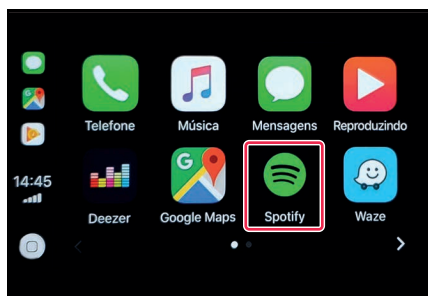 Telefone
Música
Mensagens
Reproduzindo
14:45
Deezer
Google Maps
Spotify
Waze